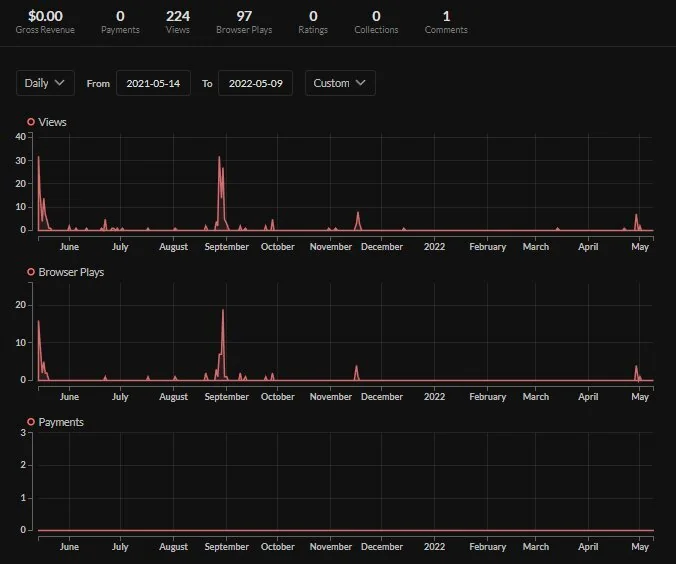 $0.00 0 224 97 0 0 1
Gross Revenue Payments Views Browser Plays Ratings Collections Comments
Daily From 2021-05-14 To 2022-05-09 Custom
Views
40
30
20
10
0
June July August September October November December 2022 February March April May
Browser Plays
20
10
0
June July August September October November December 2022 February March April May
Payments
3
2
1
0
June July August September October November December 2022 February March April May